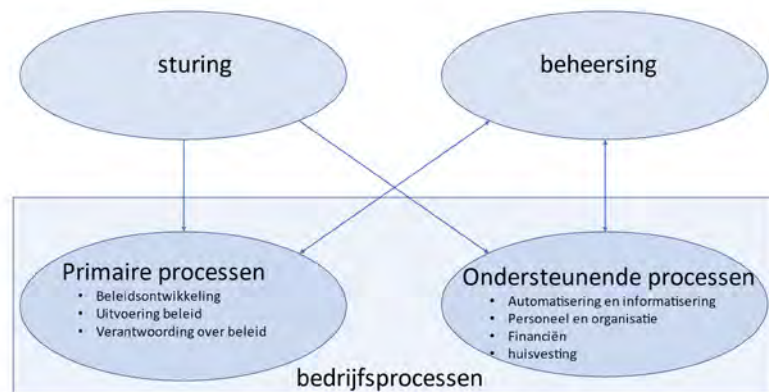 sturing
beheersing
Primaire processen
• Beleidsontwikkeling
• Uitvoering beleid
• Verantwoording over beleid
Ondersteunende processen
• Automatisering en informatisering
• Personeel en organisatie
• Financiën
• huisvesting
bedrijfsprocessen